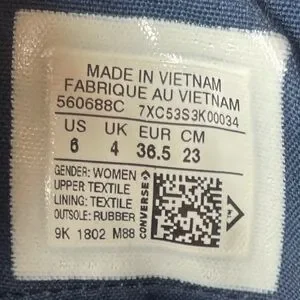 MADE IN VIETNAM
FABRIQUE AU VIETNAM
560688C 7XC53S3K00034
US UK EUR CM
6 4 36.5 23
GENDER: WOMEN
UPPER TEXTILE
LINING: TEXTILE
OUTSOLE: RUBBER
9K 1802 M88
CONVERSE